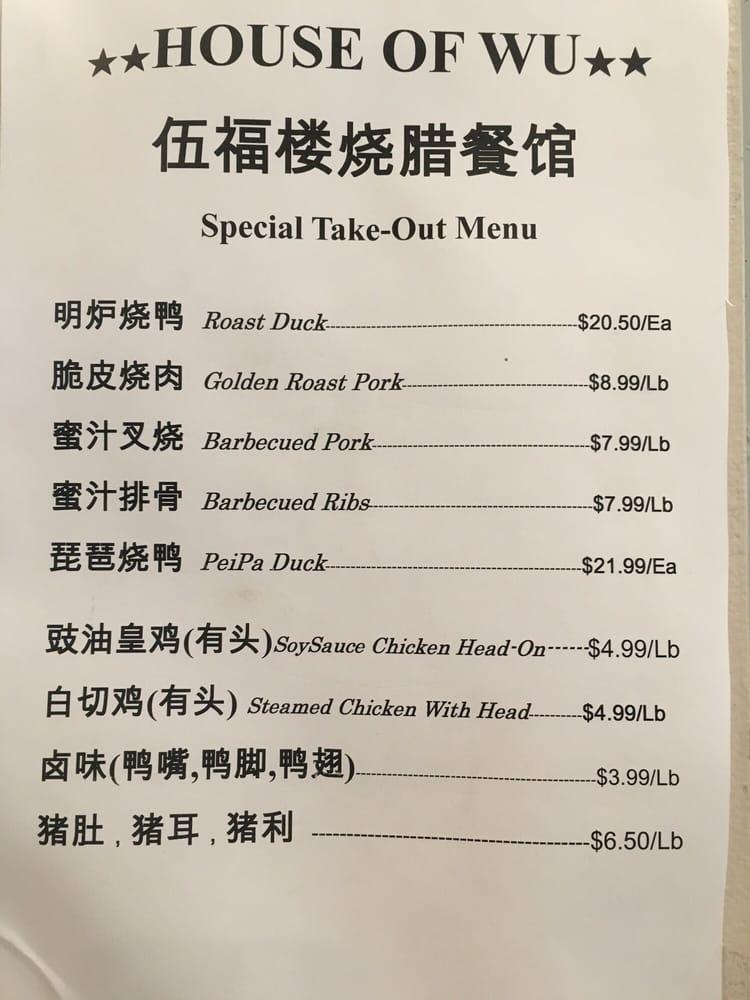 ★★HOUSE OF WU★★
伍福楼烧腊餐馆
Special Take-Out Menu
明炉烧鸭 Roast Duck $20.50/Ea
脆皮烧肉 Golden Roast Pork $8.99/Lb
蜜汁叉烧 Barbecued Pork $7.99/Lb
蜜汁排骨 Barbecued Ribs $7.99/Lb
琵琶烧鸭 PeiPa Duck $21.99/Ea
豉油皇鸡(有头)SoySauce Chicken Head-On $4.99/Lb
白切鸡(有头) Steamed Chicken With Head $4.99/Lb
卤味(鸭嘴,鸭脚,鸭翅) $3.99/Lb
猪肚,猪耳,猪利 $6.50/Lb